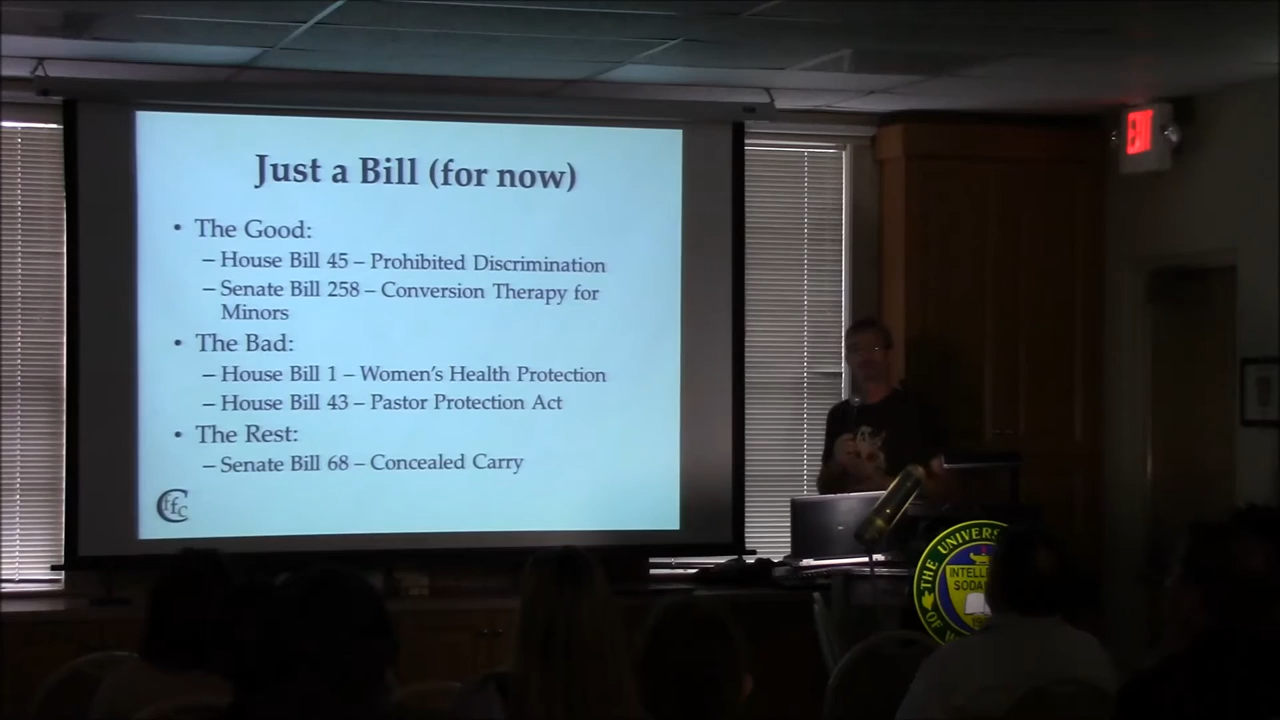 Just a Bill (for now)
• The Good:
– House Bill 45 – Prohibited Discrimination
– Senate Bill 258 – Conversion Therapy for
Minors
• The Bad:
– House Bill 1 – Women's Health Protection
– House Bill 43 – Pastor Protection Act
• The Rest:
– Senate Bill 68 – Concealed Carry
Cffc
EXIT
THE UNIVERS
INTELL
SODA
OF W